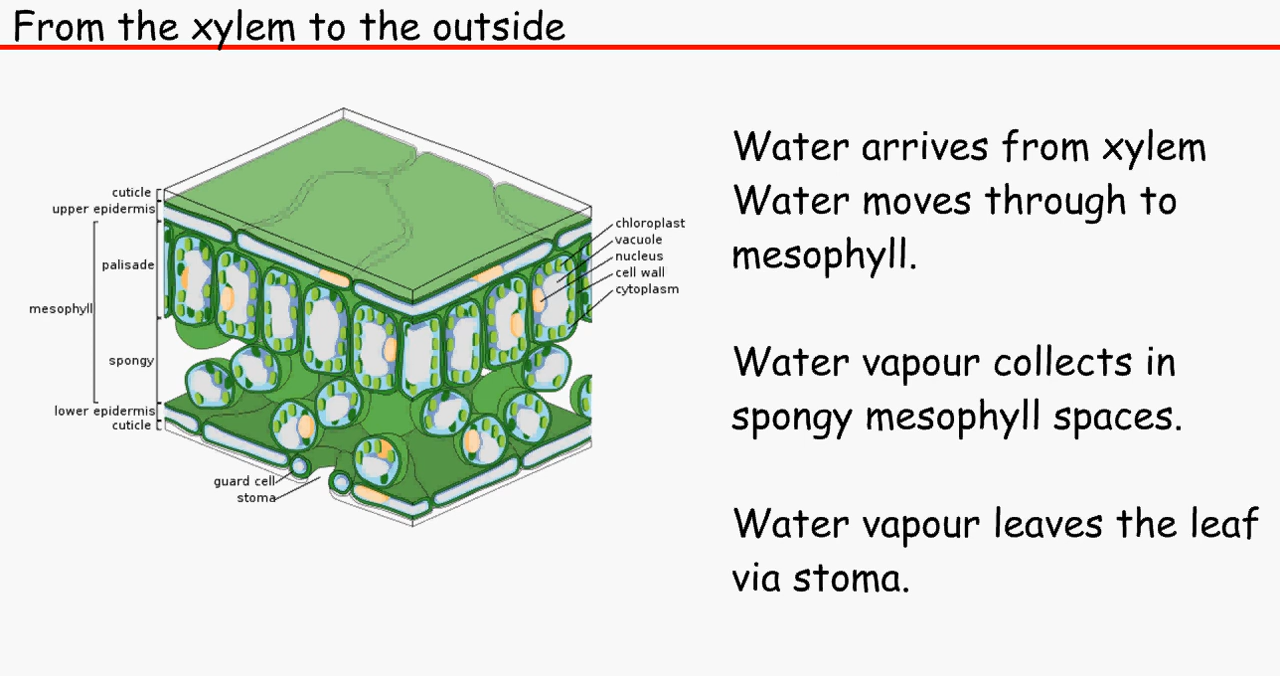 From the xylem to the outside
cuticle
upper epidermis
palisade
mesophyll
spongy
lower epidermis
cuticle
guard cell
stoma
chloroplast
vacuole
nucleus
cell wall
cytoplasm
Water arrives from xylem
Water moves through to
mesophyll.
Water vapour collects in
spongy mesophyll spaces.
Water vapour leaves the leaf
via stoma.